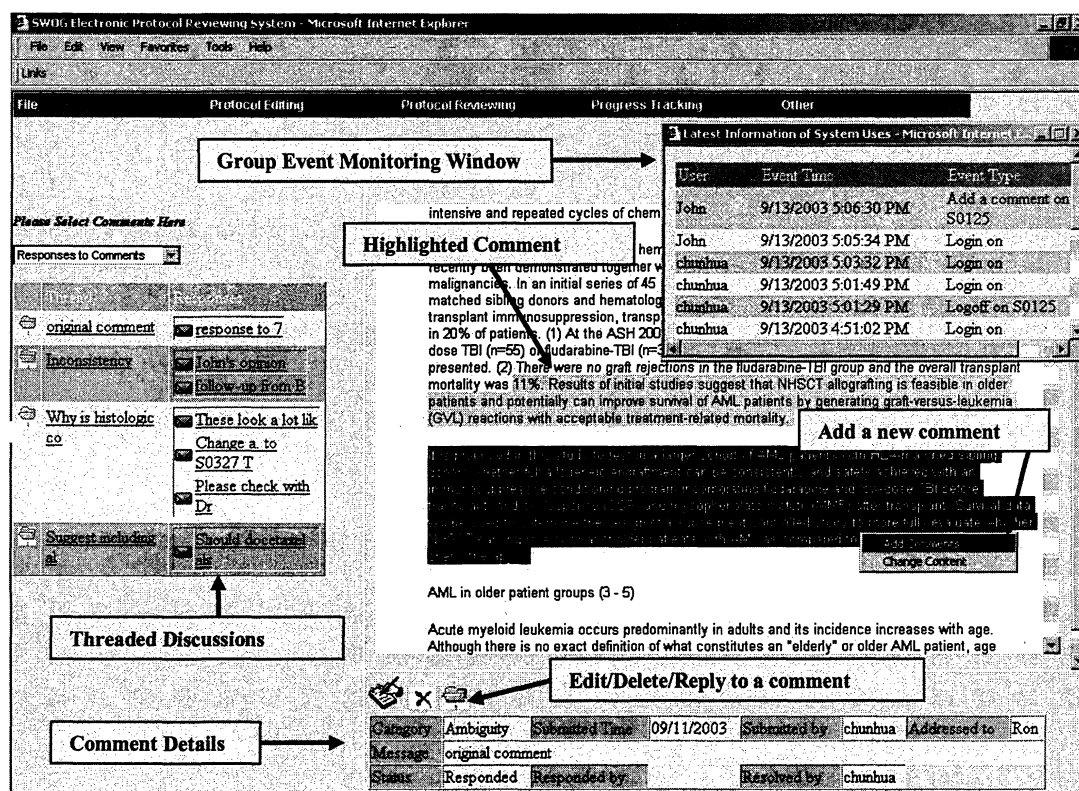 SWOG Electronic Protocol Reviewing System - Microsoft Internet Explorer
File Edit View Favorites Tools Help
Links
File Protocol Editing Protocol Reviewing Progress Tracking Other
Latest Information of System Uses - Microsoft Internet
Group Event Monitoring Window
User Event Time Event Type
John 9/13/2003 5:06:30 PM Add a comment on S0125
John 9/13/2003 5:05:34 PM Login on
chunhua 9/13/2003 5:03:32 PM Login on
chunhua 9/13/2003 5:01:49 PM Login on
chunhua 9/13/2003 5:01:29 PM Logoff on S0125
chunhua 9/13/2003 4:51:02 PM Login on
Please Select Comments Here
Responses to Comments
Thread Responses
original comment response to 7
Inconsistency John's opinion
follow-up from B
Why is histologic co
These look a lot lik
Change a. to S0327 T
Please check with Dr
Suggest including al
Should docetaxel als
Threaded Discussions
Highlighted Comment
intensive and repeated cycles of chem
hem
recently been demonstrated together w
malignancies. In an initial series of 45
matched sibling donors and hematolog
transplant immunosuppression, transp
in 20% of patients. (1) At the ASH 200
dose TBI (n=55) or fludarabine-TBI (n=3
presented. (2) There were no graft rejections in the fludarabine-TBI group and the overall transplant
mortality was 11%. Results of initial studies suggest that NHSCT allografting is feasible in older
patients and potentially can improve survival of AML patients by generating graft-versus-leukemia
(GVL) reactions with acceptable treatment-related mortality.
Add a new comment
Add Comments
Change Content
AML in older patient groups (3 - 5)
Acute myeloid leukemia occurs predominantly in adults and its incidence increases with age.
Although there is no exact definition of what constitutes an "elderly" or older AML patient, age
Edit/Delete/Reply to a comment
Comment Details
Category Ambiguity Submitted Time 09/11/2003 Submitted by chunhua Addressed to Ron
Message original comment
Status Responded Responded by Resolved by chunhua